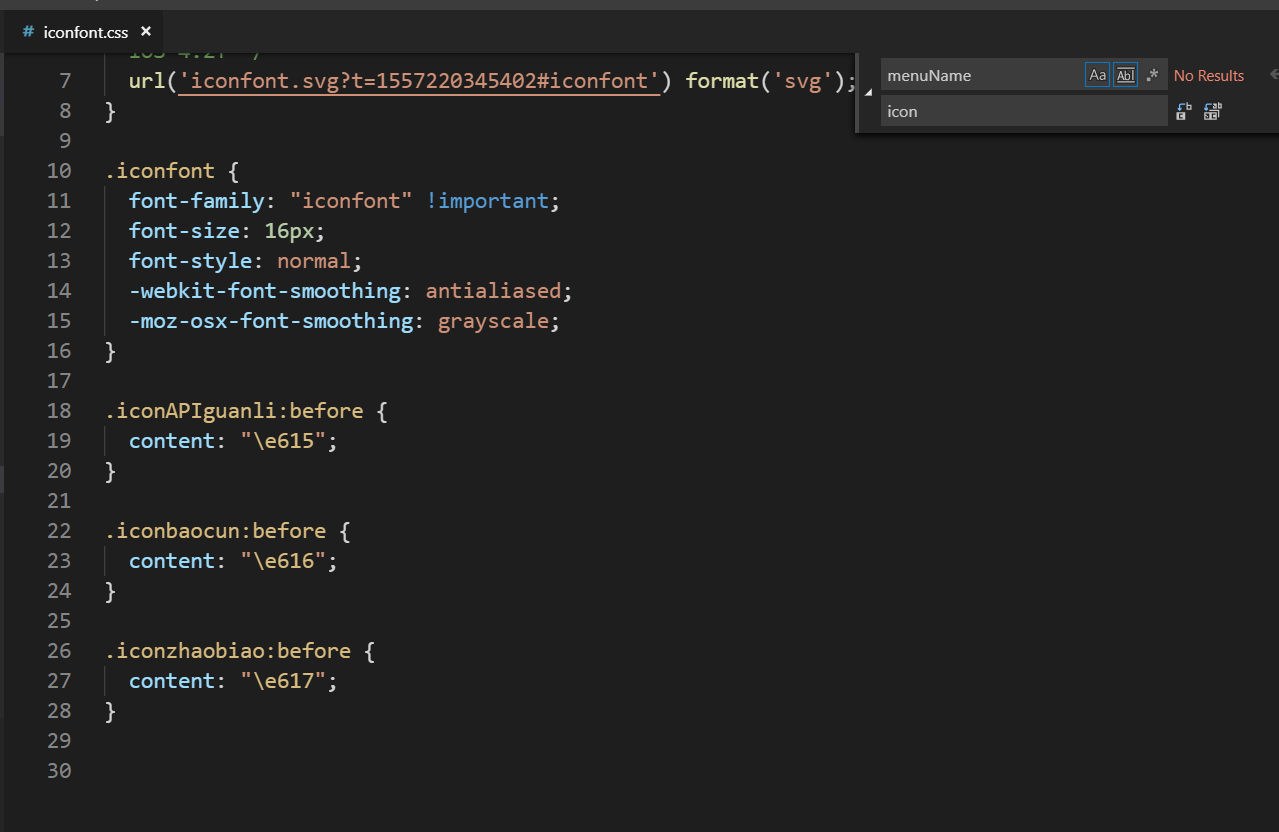 # iconfont.css ×
7 url('iconfont.svg?t=1557220345402#iconfont') format('svg');
menuName Aa Abl .* No Results
8 }
icon
9
10 .iconfont {
11 font-family: "iconfont" !important;
12 font-size: 16px;
13 font-style: normal;
14 -webkit-font-smoothing: antialiased;
15 -moz-osx-font-smoothing: grayscale;
16 }
17
18 .iconAPIguanli:before {
19 content: "\e615";
20 }
21
22 .iconbaocun:before {
23 content: "\e616";
24 }
25
26 .iconzhaobiao:before {
27 content: "\e617";
28 }
29
30